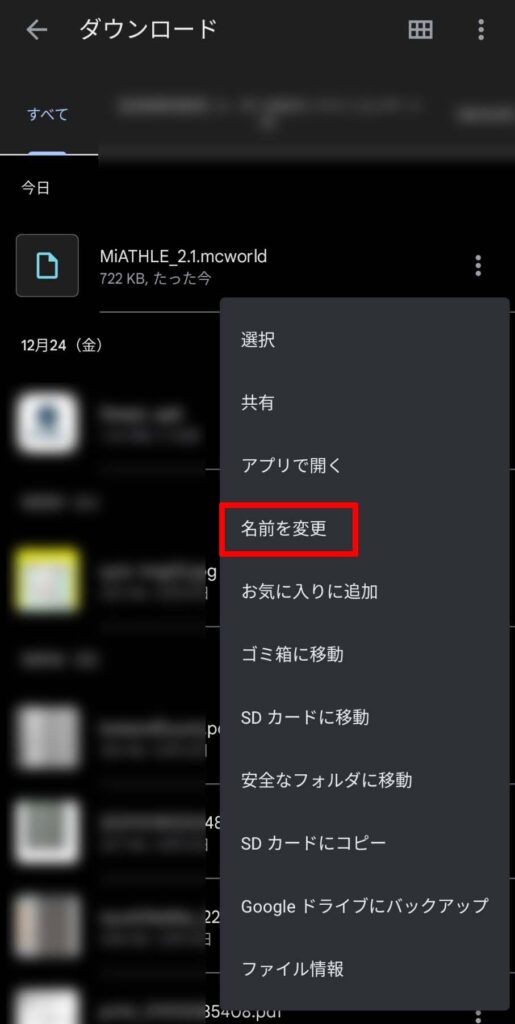 ダウンロード
すべて
今日
MiATHLE_2.1.mcworld
722 KB, たった今
12月24（金）
選択
共有
アプリで開く
名前を変更
お気に入りに追加
ゴミ箱に移動
SD カードに移動
安全なフォルダに移動
SD カードにコピー
Google ドライブにバックアップ
ファイル情報